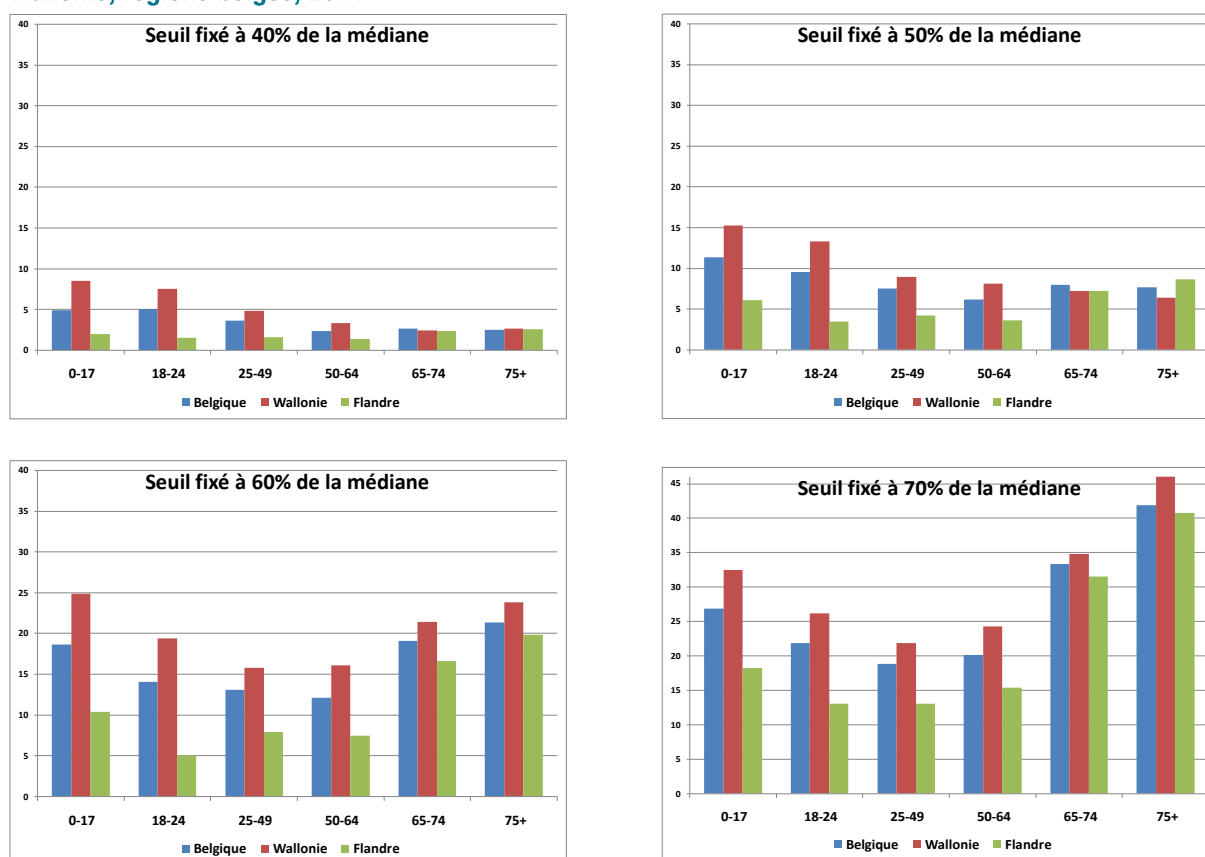 Wallonie, régions belges,
Seuil fixé à 40% de la médiane
40
35
30
25
20
15
10
5
0
0-17 18-24 25-49 50-64 65-74 75+
Belgique Wallonie Flandre
Seuil fixé à 50% de la médiane
40
35
30
25
20
15
10
5
0
0-17 18-24 25-49 50-64 65-74 75+
Belgique Wallonie Flandre
Seuil fixé à 60% de la médiane
40
35
30
25
20
15
10
5
0
0-17 18-24 25-49 50-64 65-74 75+
Belgique Wallonie Flandre
Seuil fixé à 70% de la médiane
45
40
35
30
25
20
15
10
5
0
0-17 18-24 25-49 50-64 65-74 75+
Belgique Wallonie Flandre